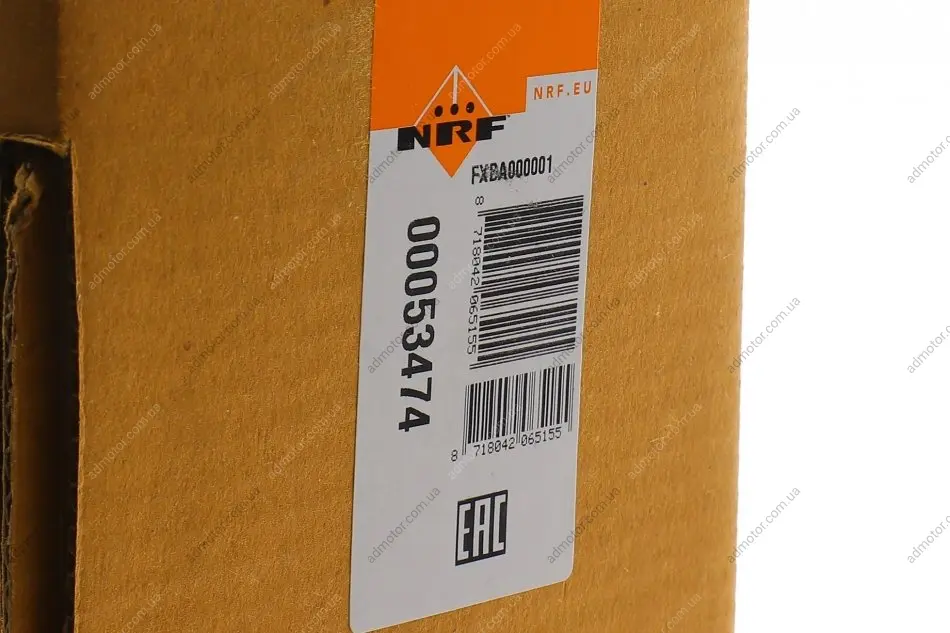 NRF.EU
NRF
FXBA000001
00053474
8 718042 065155
8 718042 065155
EAC
admotor.com.ua